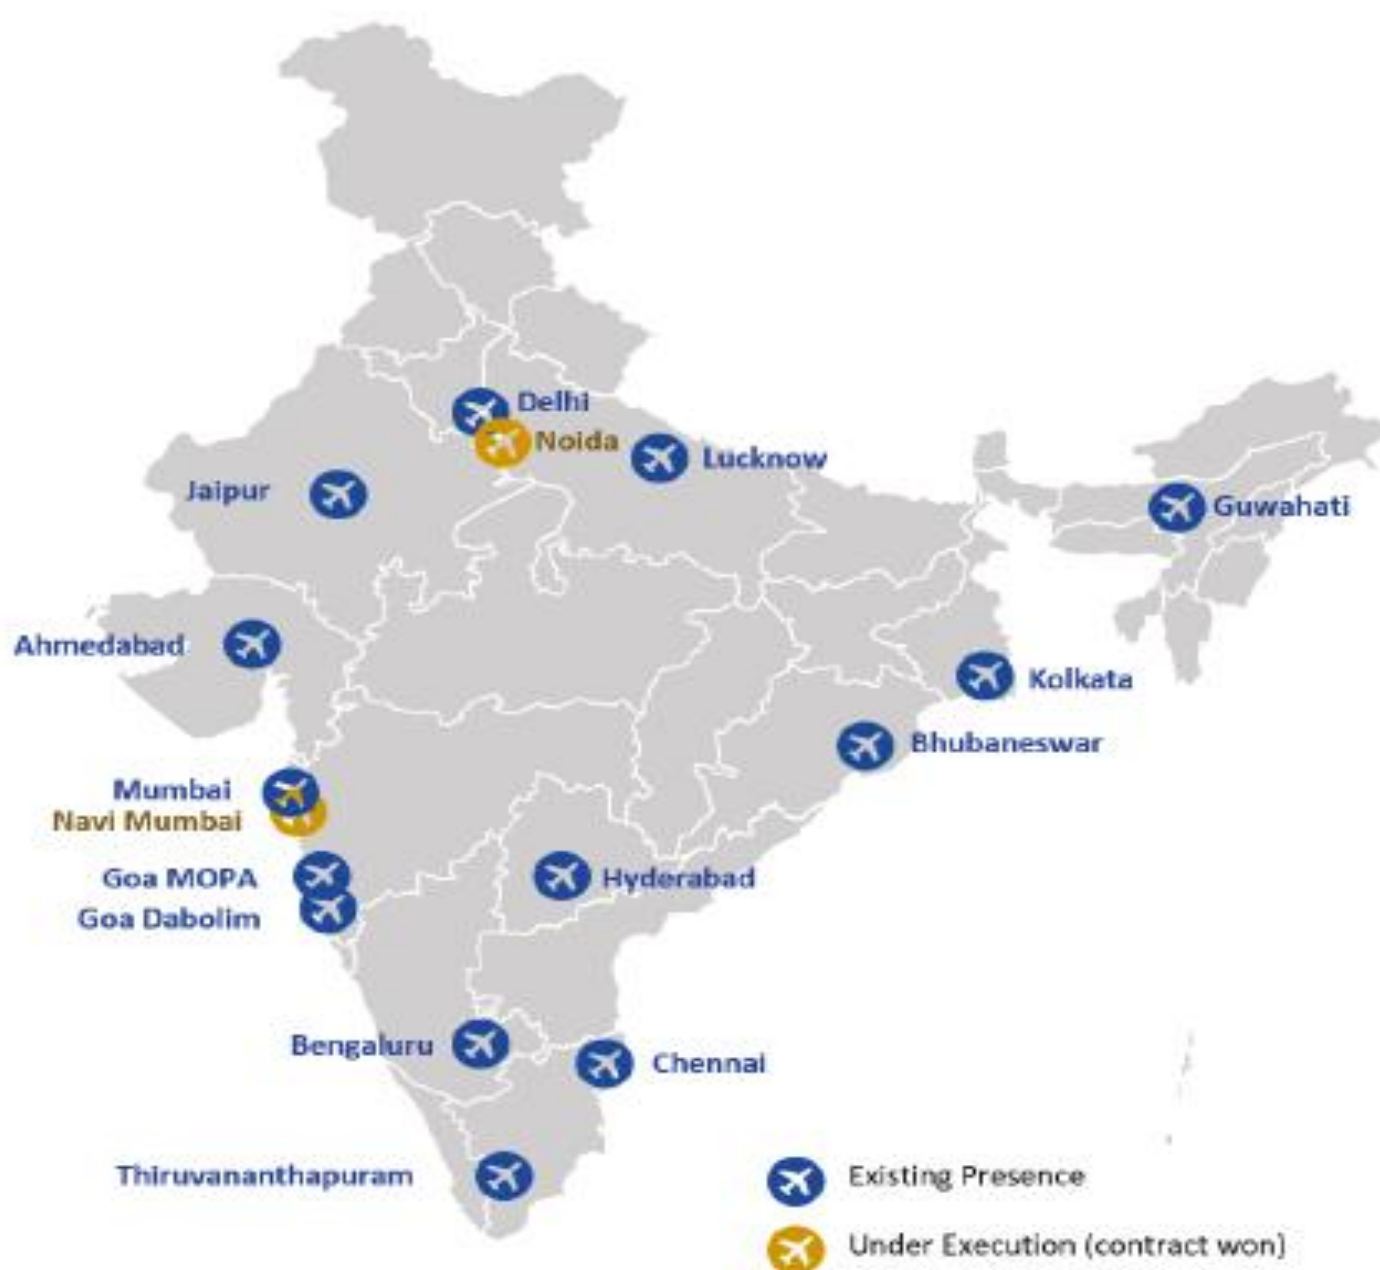 Delhi
Noida
Lucknow
Jaipur
Guwahati
Ahmedabad
Kolkata
Bhubaneswar
Mumbai
Navi Mumbai
Goa MOPA
Hyderabad
Goa Dabolim
Bengaluru
Chennai
Thiruvananthapuram
Existing Presence
Under Execution (contract won)